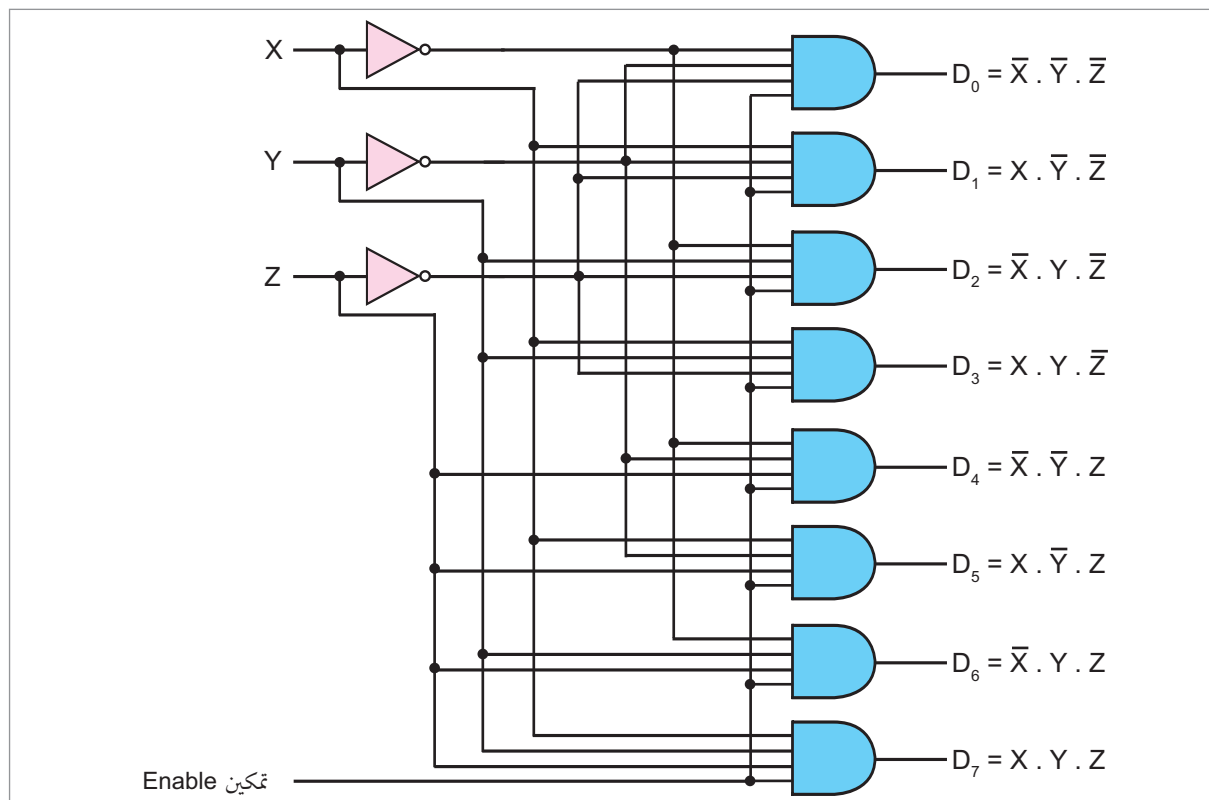 X
D₀ = X̅ . Y̅ . Z̅
Y
D₁ = X . Y̅ . Z̅
Z
D₂ = X̅ . Y . Z̅
D₃ = X . Y . Z̅
D₄ = X̅ . Y̅ . Z
D₅ = X . Y̅ . Z
D₆ = X̅ . Y . Z
D₇ = X . Y . Z
Enable تمكين